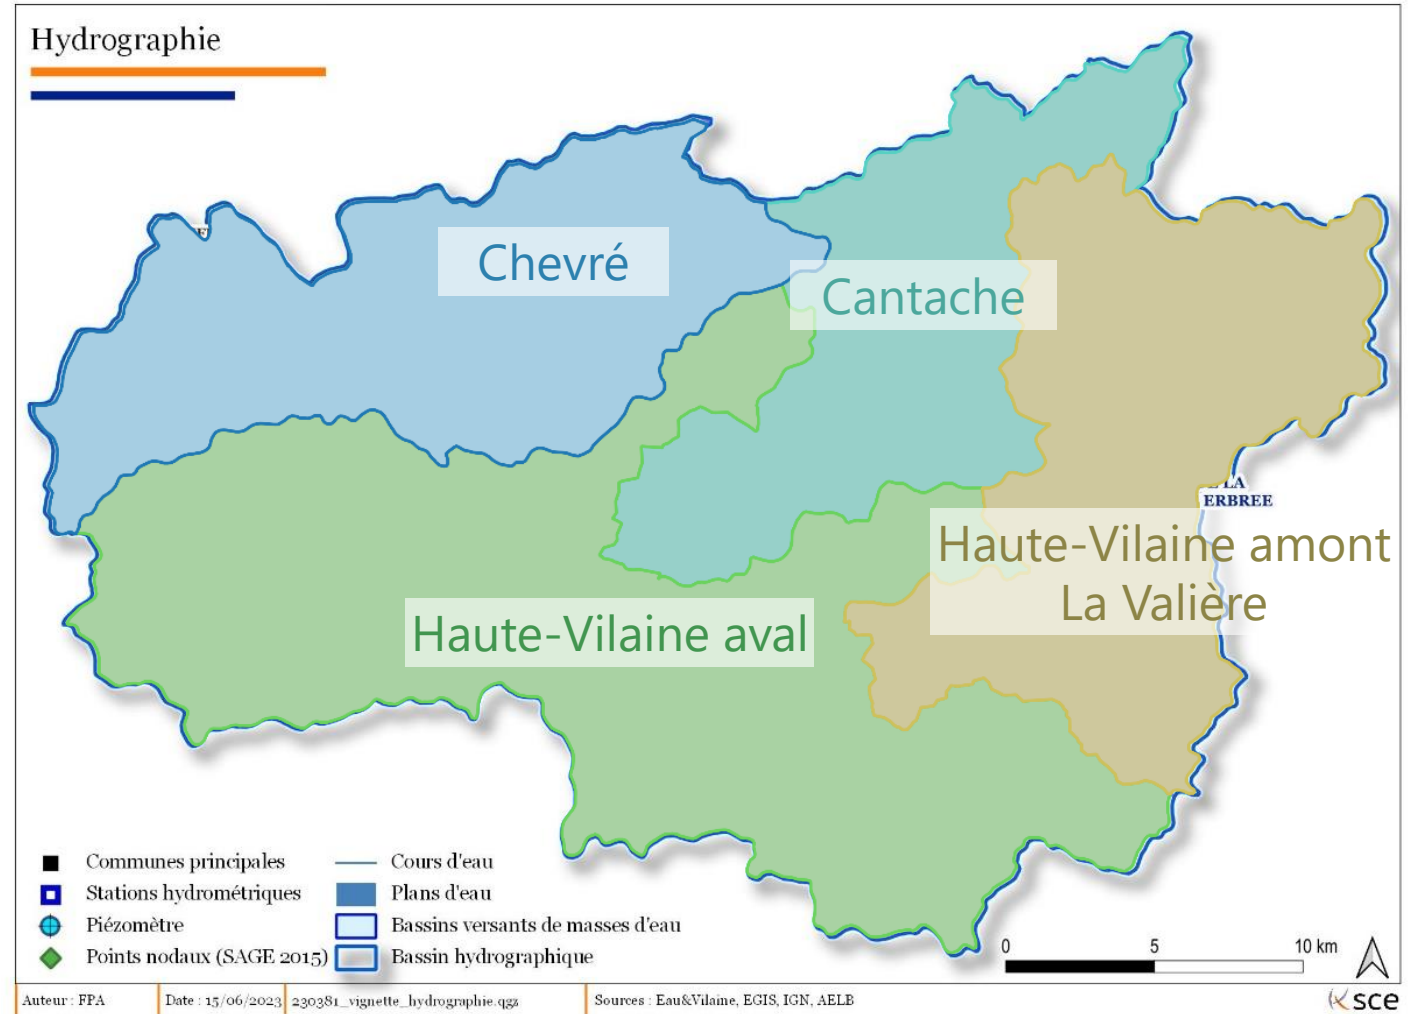 Hydrographie
Chevré
Cantache
LA
ERBREE
Haute-Vilaine amont
La Valière
Haute-Vilaine aval
Communes principales
Stations hydrométriques
Piézomètre
Points nodaux (SAGE 2015)
Cours d'eau
Plans d'eau
Bassins versants de masses d'eau
Bassin hydrographique
0 5 10 km
Auteur : FPA
Date : 15/06/2023
230381_vignette_hydrographie.qgz
Sources : Eau&Vilaine, EGIS, IGN, AELB
sce